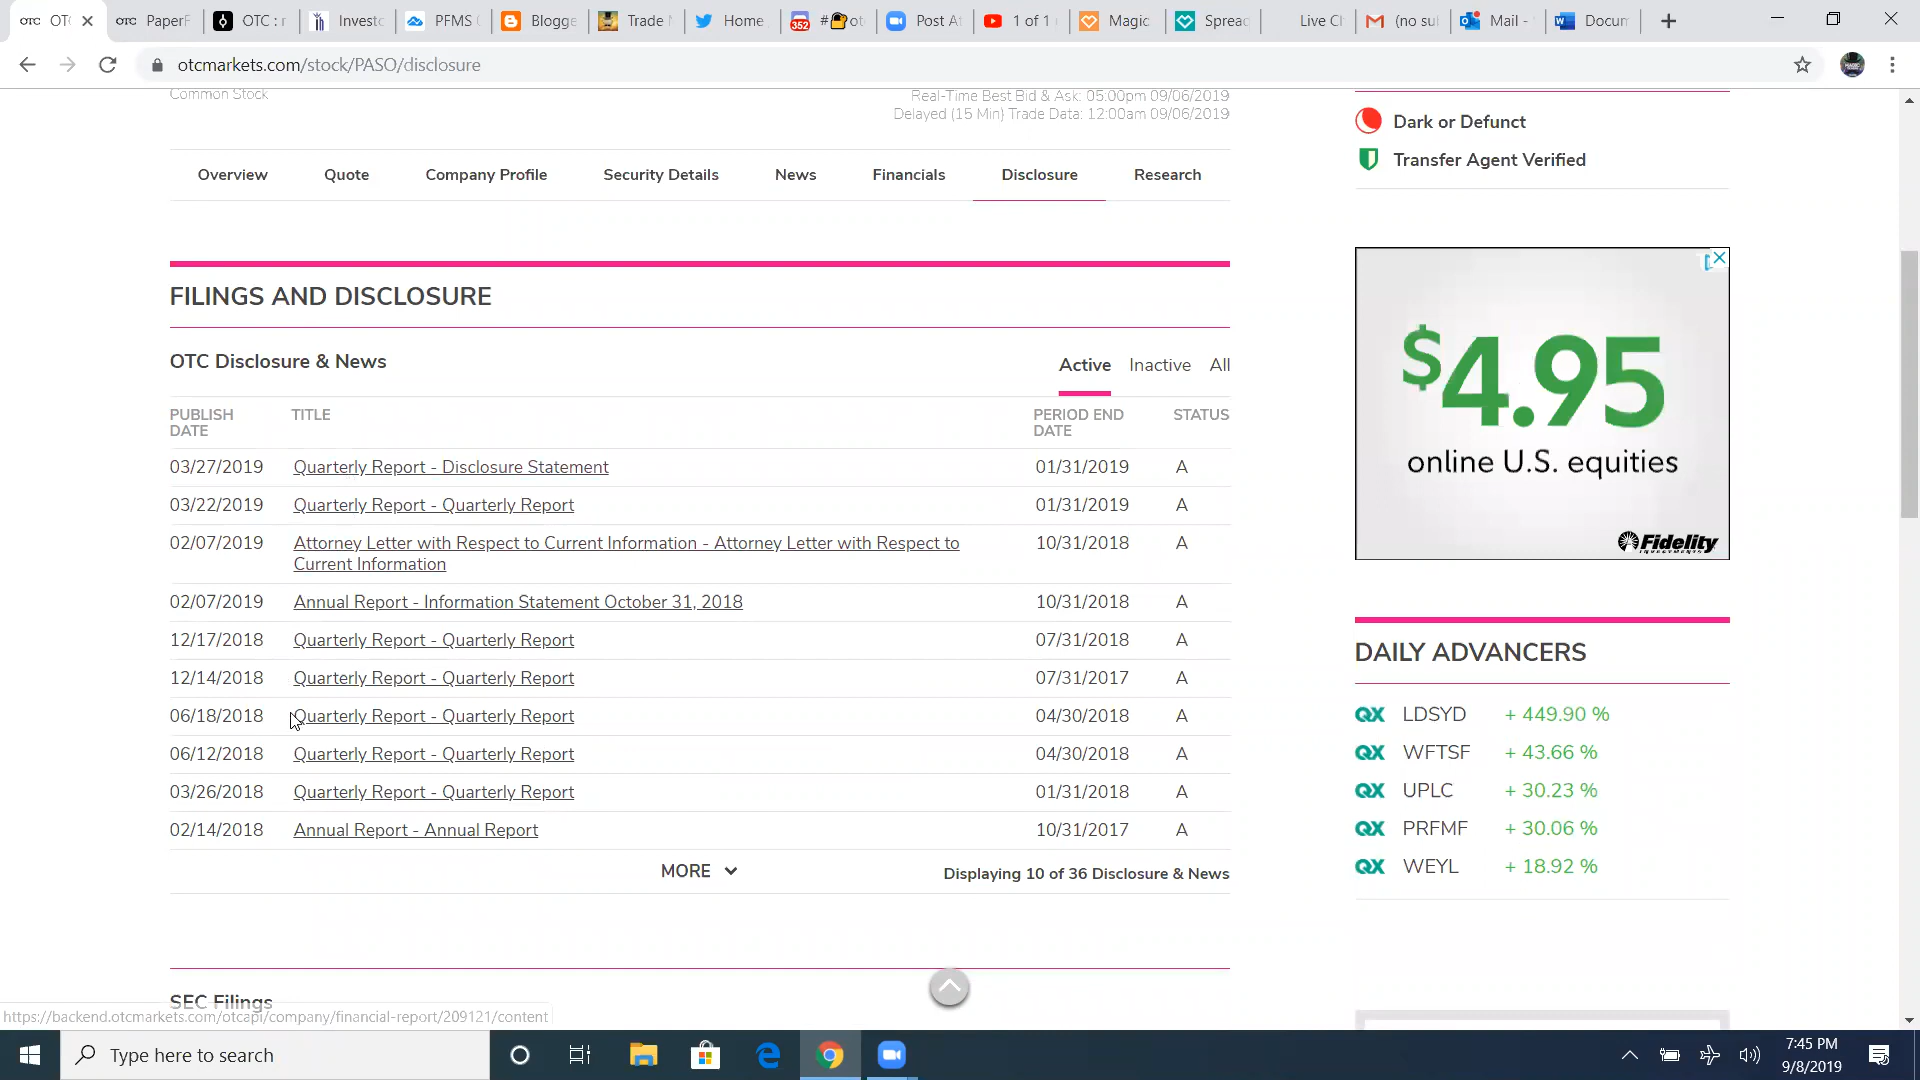 OTC
PaperF
OTC : r
Investo
PFMS
Blogge
Trade
Home
#
Post A
1 of 1
Magic
Spread
Live Ch
(no su
Mail -
Docum
otcmarkets.com/stock/PASO/disclosure
Common Stock
Real-Time Best Bid & Ask: 05:00pm 09/06/2019
Delayed (15 Min) Trade Data: 12:00am 09/06/2019
Dark or Defunct
Transfer Agent Verified
Overview Quote Company Profile Security Details News Financials Disclosure Research
FILINGS AND DISCLOSURE
OTC Disclosure & News
Active Inactive All
PUBLISH DATE TITLE PERIOD END DATE STATUS
03/27/2019 Quarterly Report - Disclosure Statement 01/31/2019 A
03/22/2019 Quarterly Report - Quarterly Report 01/31/2019 A
02/07/2019 Attorney Letter with Respect to Current Information - Attorney Letter with Respect to 10/31/2018 A
Current Information
02/07/2019 Annual Report - Information Statement October 31, 2018 10/31/2018 A
12/17/2018 Quarterly Report - Quarterly Report 07/31/2018 A
12/14/2018 Quarterly Report - Quarterly Report 07/31/2017 A
06/18/2018 Quarterly Report - Quarterly Report 04/30/2018 A
06/12/2018 Quarterly Report - Quarterly Report 04/30/2018 A
03/26/2018 Quarterly Report - Quarterly Report 01/31/2018 A
02/14/2018 Annual Report - Annual Report 10/31/2017 A
MORE
Displaying 10 of 36 Disclosure & News
SEC Filings
https://backend.otcmarkets.com/otcapi/company/financial-report/209121/content
$4.95
online U.S. equities
Fidelity
INVESTMENTS
DAILY ADVANCERS
QX LDSYD + 449.90 %
QX WFTSF + 43.66 %
QX UPLC + 30.23 %
QX PRFMF + 30.06 %
QX WEYL + 18.92 %
Type here to search
7:45 PM
9/8/2019